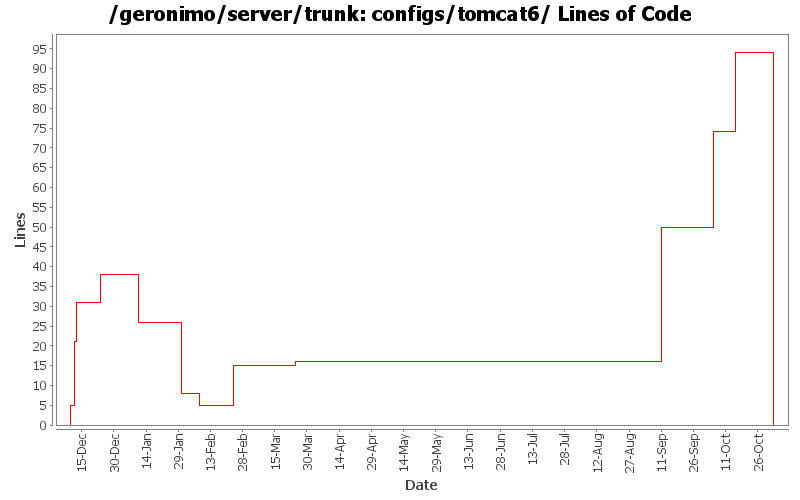 /geronimo/server/trunk: configs/tomcat6/ Lines of Code
Lines
95
90
85
80
75
70
65
60
55
50
45
40
35
30
25
20
15
10
5
0
15-Dec
30-Dec
14-Jan
29-Jan
13-Feb
28-Feb
15-Mar
30-Mar
14-Apr
29-Apr
14-May
29-May
13-Jun
28-Jun
13-Jul
28-Jul
12-Aug
27-Aug
11-Sep
26-Sep
11-Oct
26-Oct
Date